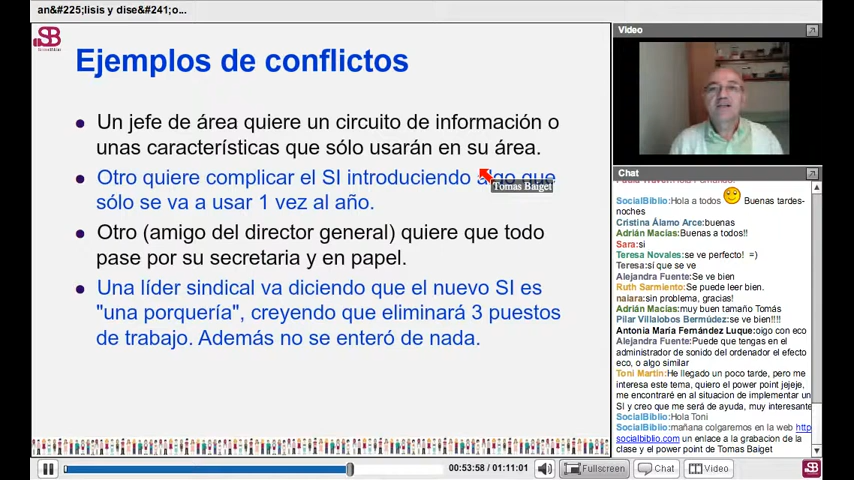 an&#225;lisis y dise&#241;o...
SB
Ejemplos de conflictos
• Un jefe de área quiere un circuito de información o
unas características que sólo usarán en su área.
• Otro quiere complicar el SI introduciendo algo que
sólo se va a usar 1 vez al año.
Tomas Baiget
• Otro (amigo del director general) quiere que todo
pase por su secretaria y en papel.
• Una líder sindical va diciendo que el nuevo SI es
"una porquería", creyendo que eliminará 3 puestos
de trabajo. Además no se enteró de nada.
Video
Chat
SocialBiblio:Hola a todos Buenas tardes-
noches
Cristina Álamo Arce:buenas
Adrián Macías:Buenas a todos!!
Sara:si
Teresa Novales:se ve perfecto! =)
Teresa:sí que se ve
Alejandra Fuente:Se ve bien
Ruth Sarmiento:Se puede leer bien.
naiara:sin problema, gracias!
Adrián Macías:muy buen tamaño Tomás
Pilar Villalobos Bermúdez:se ve bien!!!!
Antonia María Fernández Luque:oigo con eco
Alejandra Fuente:Puede que tengas en el
administrador de sonido del ordenador el efecto
eco, o algo similar
Toni Martin:He llegado un poco tarde, pero me
interesa este tema, quiero el power point jejeje,
me encontraré en al situacion de implementar un
SI y creo que me será de ayuda, muy interesante
SocialBiblio:Hola Toni
SocialBiblio:mañana colgaremos en la web http
socialbiblio.com un enlace a la grabacion de la
clase y el power point de Tomas Baiget
00:53:58 / 01:11:01
Fullscreen
Chat
Video
SB